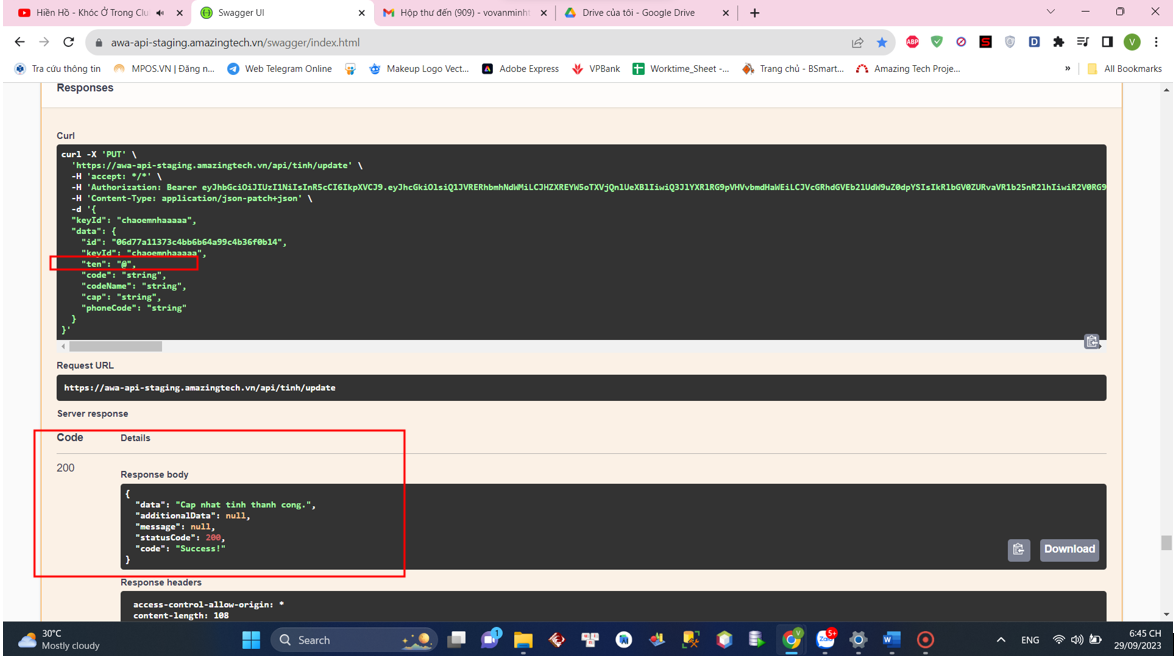 Hiền Hồ - Khóc Ở Trong Clu
Swagger UI
Hộp thư đến (909) - vovanminh
Drive của tôi - Google Drive
awa-api-staging.amazingtech.vn/swagger/index.html
ABP
S
D
V
Tra cứu thông tin
MPOS.VN | Đăng n...
Web Telegram Online
Makeup Logo Vect...
Adobe Express
VPBank
Worktime_Sheet -...
Trang chủ - BSmart...
Amazing Tech Proje...
»
All Bookmarks
Responses
Curl
curl -X 'PUT' \
'https://awa-api-staging.amazingtech.vn/api/tinh/update' \
-H 'accept: */*' \
-H 'Authorization: Bearer
-H 'Content-Type: application/json-patch+json' \
-d '{
"keyId": "chaoemnhaaaaa",
"data": {
"id": "06d77a11373c4bb6b64a99c4b36f0b14",
"keyId": "chaoemnhaaaaa",
"ten": "@",
"code": "string",
"codeName": "string",
"cap": "string",
"phoneCode": "string"
}
}'
Request URL
https://awa-api-staging.amazingtech.vn/api/tinh/update
Server response
Code
Details
200
Response body
{
"data": "Cap nhat tinh thanh cong.",
"additionalData": null,
"message": null,
"statusCode": 200,
"code": "Success!"
}
Download
Response headers
access-control-allow-origin: *
content-length: 108
30°C
Mostly cloudy
Search
1
V
5+
Zalo
W
ENG
6:45 CH
29/09/2023